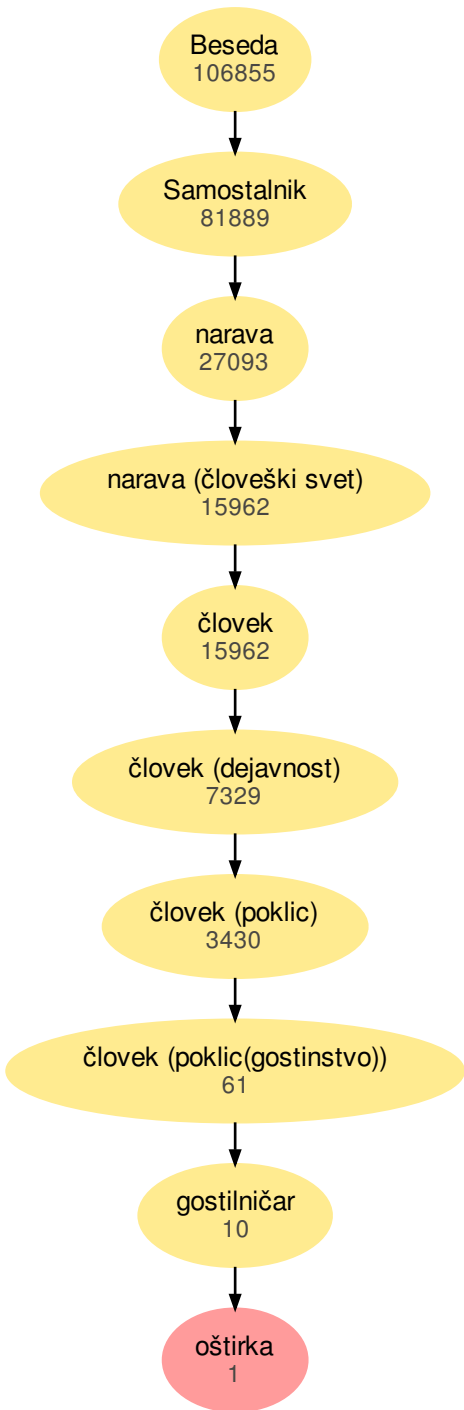 Beseda
106855
Samostalnik
81889
narava
27093
narava (človeški svet)
15962
človek
15962
človek (dejavnost)
7329
človek (poklic)
3430
človek (poklic(gostinstvo))
61
gostilničar
10
oštirka
1